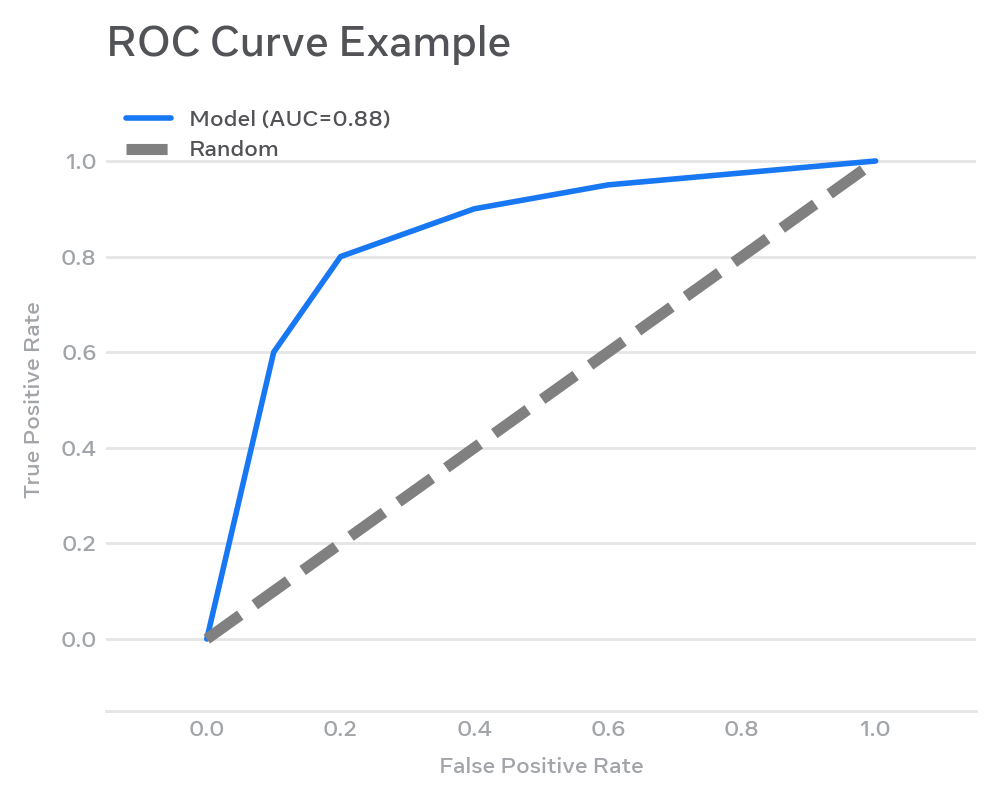 ROC Curve Example
Model (AUC=0.88)
Random
1.0
0.8
0.6
0.4
0.2
0.0
True Positive Rate
0.0 0.2 0.4 0.6 0.8 1.0
False Positive Rate